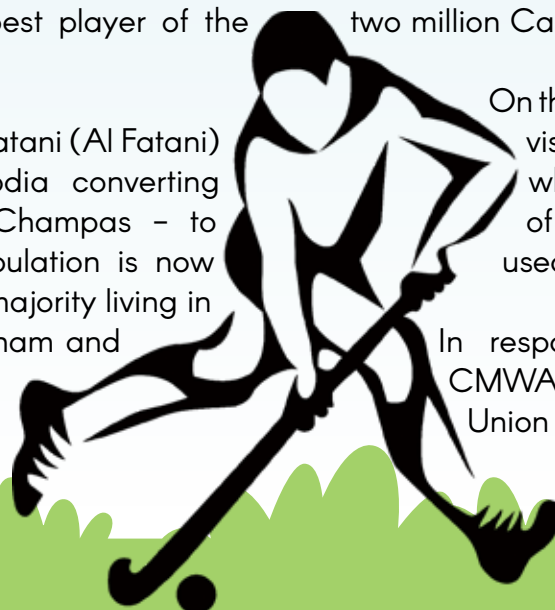 best player of the
atani (Al Fatani)
odia converting
Champas – to
pulation is now
majority living in
ham and
two million Ca
On th
vis
wh
of
used
In respo
CMWA
Union